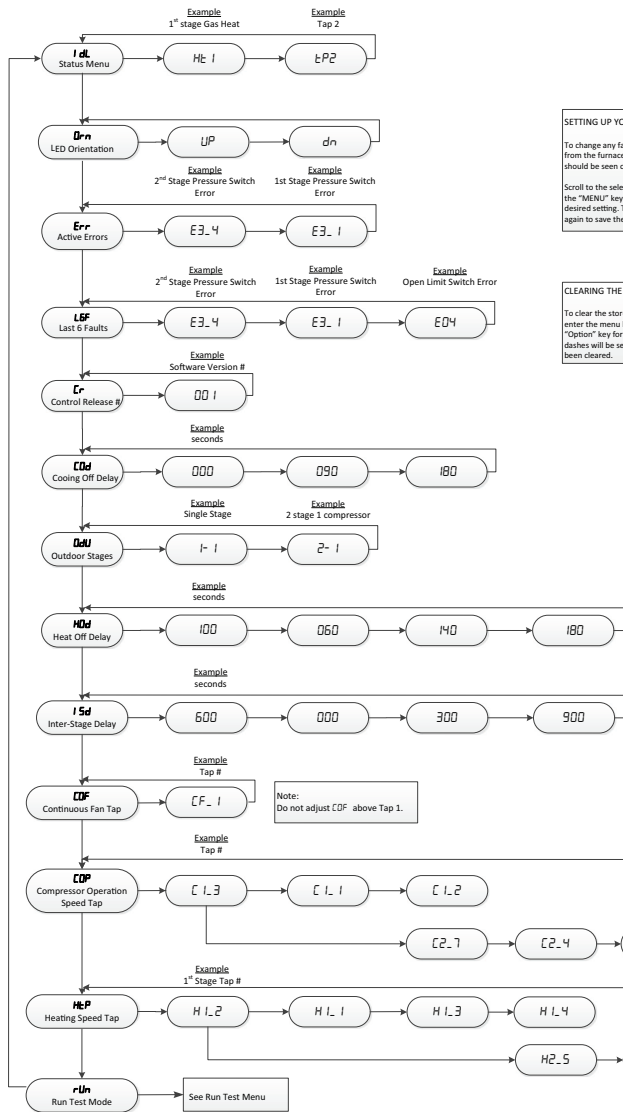 Example
1st stage Gas Heat
Example
Tap 2
IdL
Status Menu
Ht 1
tP2
Orn
LED Orientation
UP
dn
Example
2nd Stage Pressure Switch
Error
Example
1st Stage Pressure Switch
Error
Err
Active Errors
E3_4
E3_1
Example
2nd Stage Pressure Switch
Error
Example
1st Stage Pressure Switch
Error
Example
Open Limit Switch Error
L6F
Last 6 Faults
E3_4
E3_1
E04
Example
Software Version #
Cr
Control Release #
001
Example
seconds
COd
Cooing Off Delay
000
090
180
Example
Single Stage
Example
2 stage 1 compressor
OdU
Outdoor Stages
1-1
2-1
Example
seconds
HOd
Heat Off Delay
100
060
140
180
Example
seconds
ISd
Inter-Stage Delay
600
000
300
900
Example
Tap #
COF
Continuous Fan Tap
CF_1
Note:
Do not adjust COF above Tap 1.
Example
Tap #
COP
Compressor Operation
Speed Tap
C1_3
C1_1
C1_2
C2_7
C2_4
Example
1st Stage Tap #
HtP
Heating Speed Tap
H1_2
H1_1
H1_3
H1_4
H2_5
rUn
Run Test Mode
See Run Test Menu
SETTING UP
To change any
from the furnace
should be seen
Scroll to the
the "MENU" key
desired setting.
again to save the
CLEARING THE
To clear the
enter the menu
"Option" key for
dashes will be
been cleared.